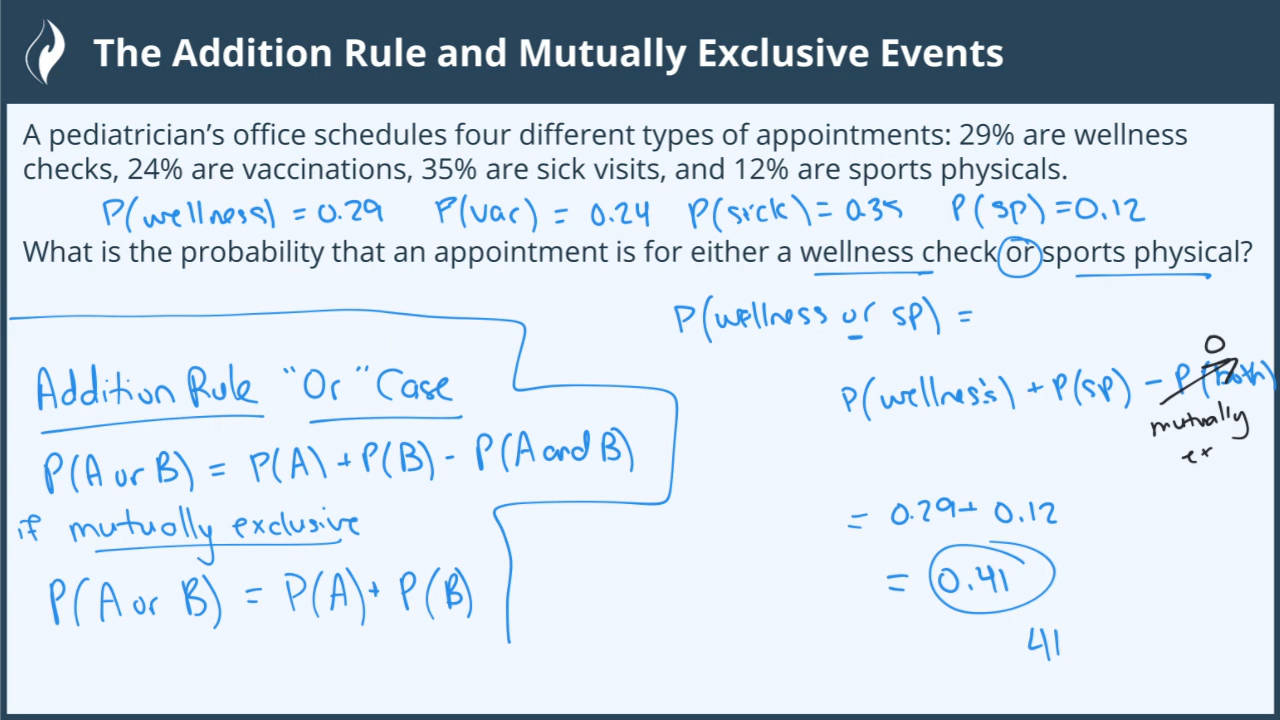 The Addition Rule and Mutually Exclusive Events
A pediatrician's office schedules four different types of appointments: 29% are wellness
checks, 24% are vaccinations, 35% are sick visits, and 12% are sports physicals.
P(wellness) = 0.29 P(vac) = 0.24 P(sick) = 0.35 P(sp) = 0.12
What is the probability that an appointment is for either a wellness check or sports physical?
P(wellness or sp) =
P(wellness) + P(sp) - P(both)
0
mutually
ex
= 0.29 + 0.12
= 0.41
41
Addition Rule "Or" Case
P(A or B) = P(A) + P(B) - P(A and B)
if mutually exclusive
P(A or B) = P(A) + P(B)